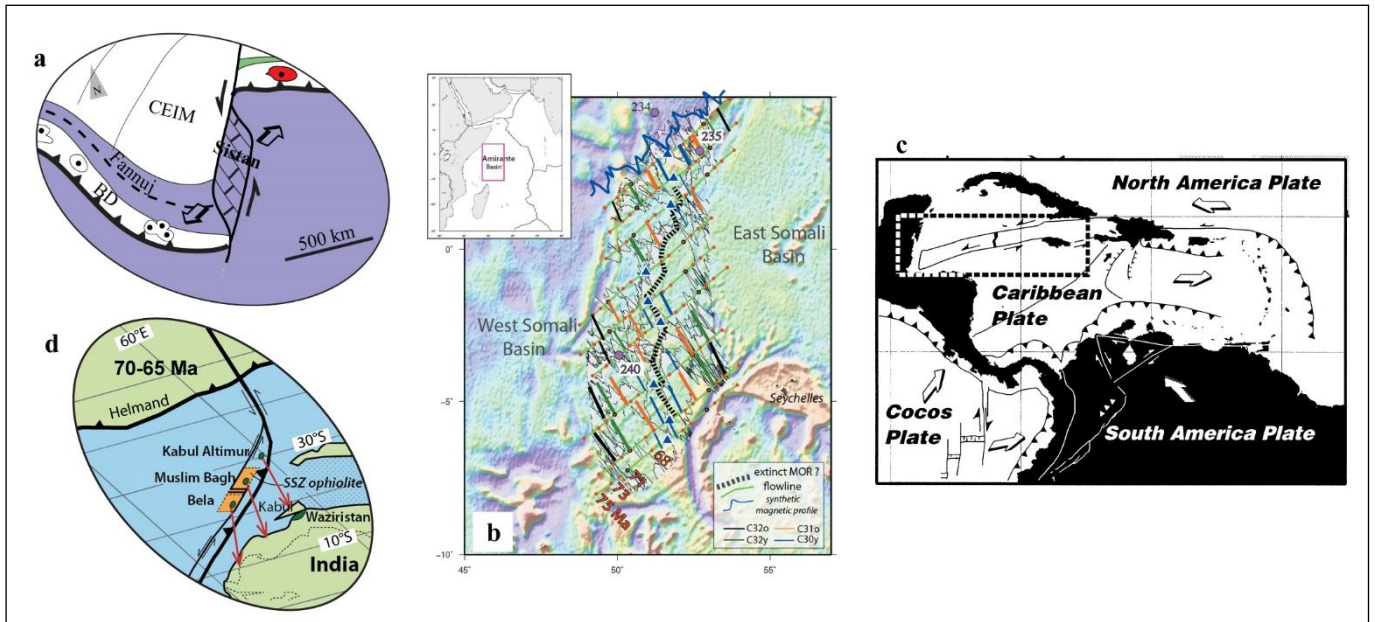 a
N
CEIM
Sistan
Fannuj
BD
500 km
d
60°E
70-65 Ma
Helmand
30°S
Kabul Altimur
Muslim Bagh
Bela
SSZ ophiolite
Kabul
Waziristan
10°S
India
Amirante
Basin
234
235
0°
East Somali
Basin
West Somali
Basin
240
-5°
Seychelles
68
73
75 Ma
extinct MOR ?
flowline
synthetic
magnetic profile
C32o C31o
C32y C30y
b
-10°
45° 50° 55°
c
North America Plate
Caribbean
Plate
Cocos
Plate
South America Plate